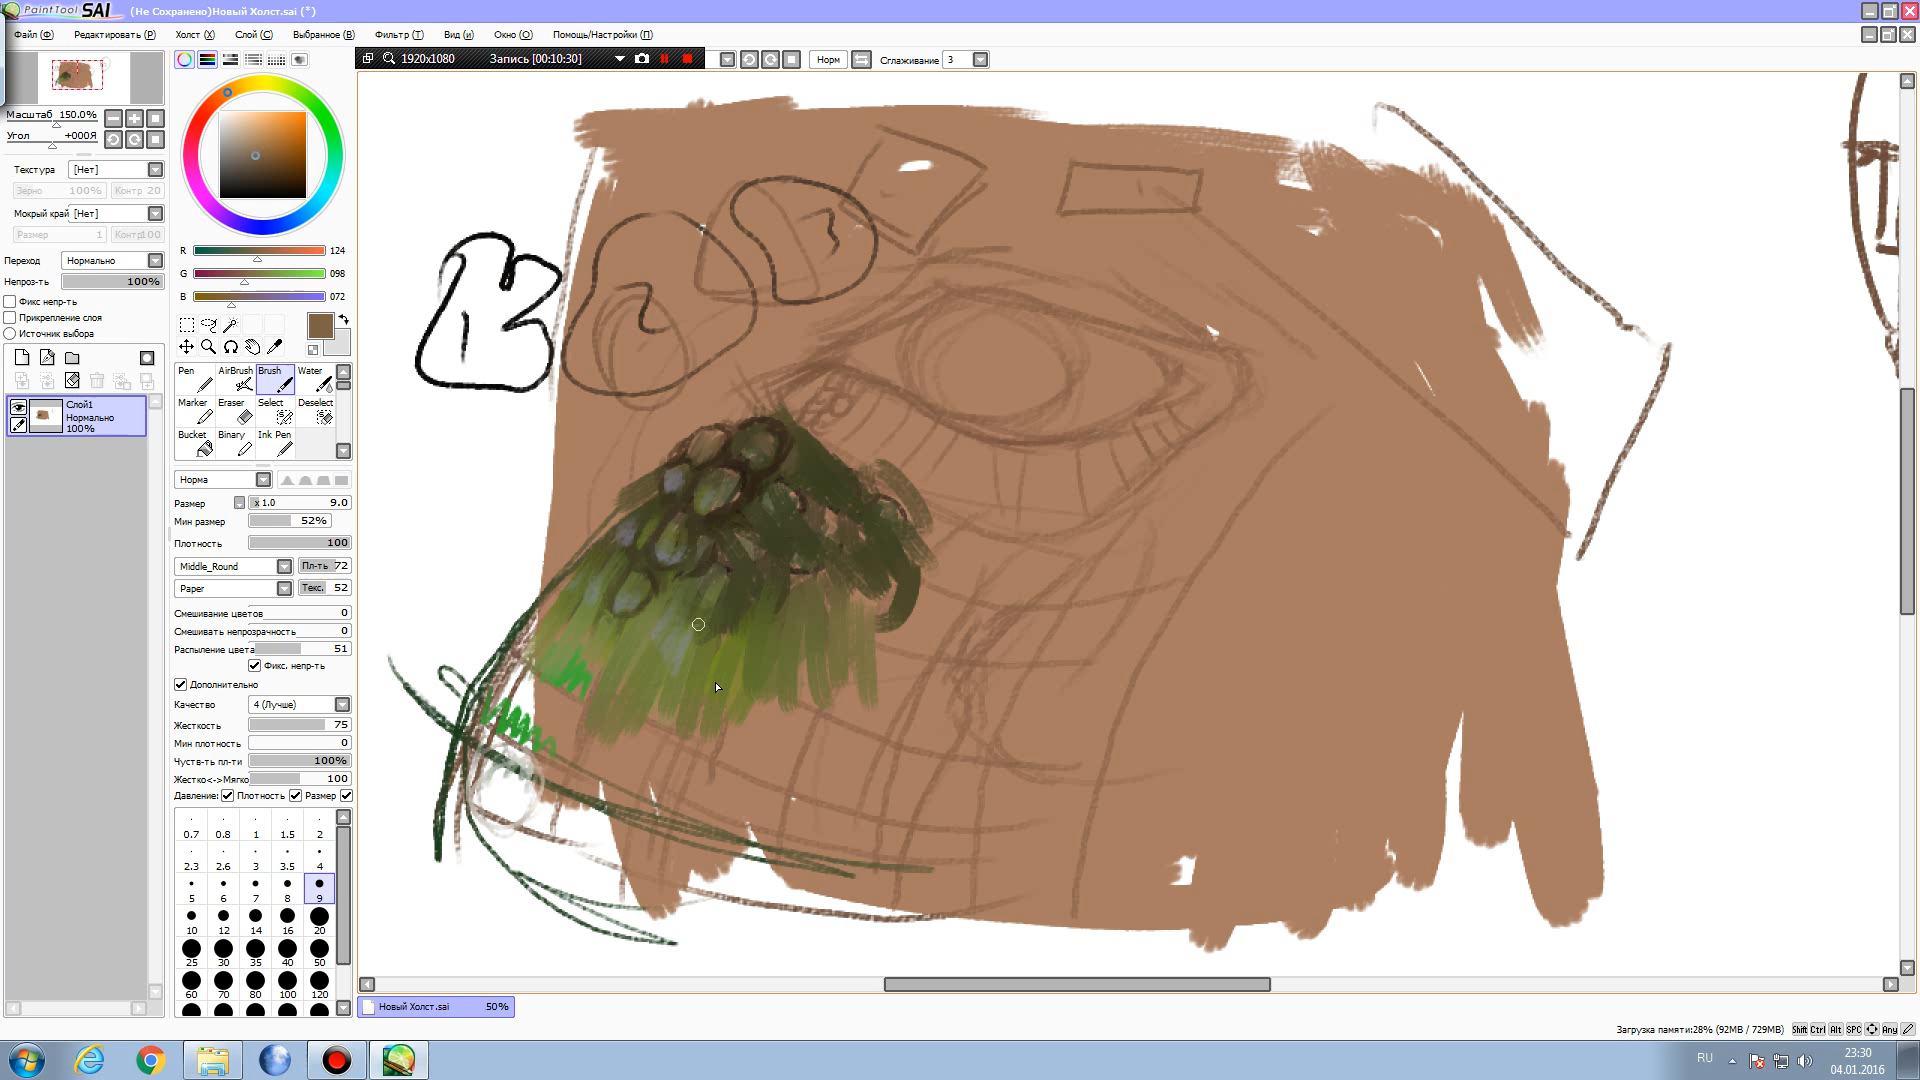 PaintTool SAI (Не Сохранено)Новый Холст.sai (*)
Файл (Ф) Редактировать (Р) Холст (X) Слой (C) Выбранное (B) Фильтр (T) Вид (и) Окно (O) Помощь/Настройки (П)
1920x1080 Запись [00:10:30] Норм Сглаживание 3
Масштаб 150.0%
Угол +000Я
Текстура [Нет]
Зерно 100% Контр 20
Мокрый край [Нет]
Размер 1 Контр 100
Переход Нормально
Непроз-ть 100%
Фикс непр-ть
Прикрепление слоя
Источник выбора
Слой1
Нормально
100%
R 124
G 098
B 072
Pen AirBrush Brush Water
Marker Eraser Select Deselect
Bucket Binary Ink Pen
Норма
Размер x 1.0 9.0
Мин размер 52%
Плотность 100
Middle_Round Пл-ть 72
Paper Текс. 52
Смешивание цветов 0
Смешивать непрозрачность 0
Распыление цвета 51
Фикс. непр-ть
Дополнительно
Качество 4 (Лучше)
Жесткость 75
Мин плотность 0
Чуств-ть пл-ти 100%
Жестко<->Мягко 100
Давление: Плотность Размер
0.7 0.8 1 1.5 2
2.3 2.6 3 3.5 4
5 6 7 8 9
10 12 14 16 20
25 30 35 40 50
60 70 80 100 120
1 2 3
Новый Холст.sai 50%
Загрузка памяти:28% (92MB / 729MB) Shift Ctrl Alt SPC Any
RU 23:30
04.01.2016